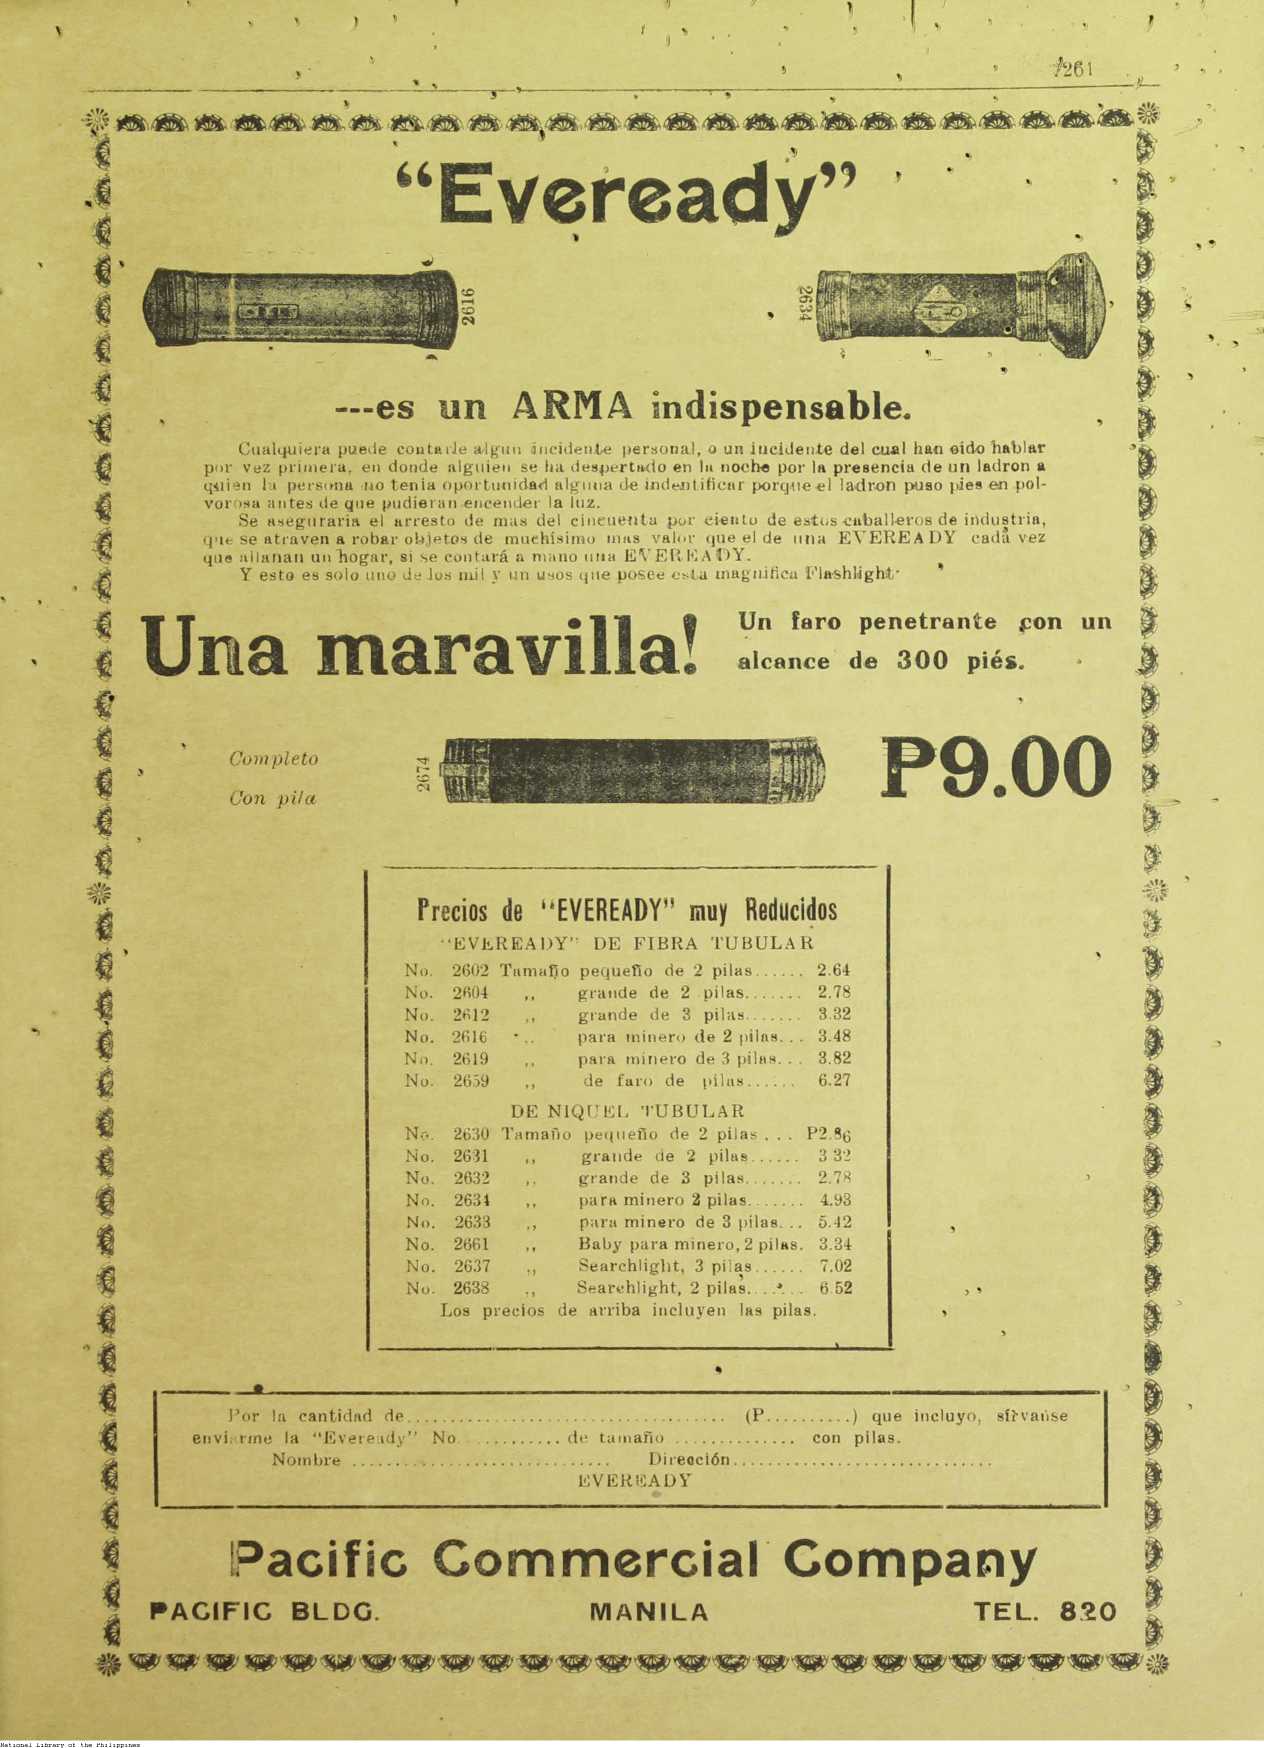 1261
“Eveready”
2616
2634
---es un ARMA indispensable.
Cualquiera puede contarle algun incidente personal, o un incidente del cual han oido hablar
por vez primera, en donde alguien se ha despertado en la noche por la presencia de un ladron a
quien la persona no tenia oportunidad alguna de indentificar porque el ladron puso pies en pol-
vorosa antes de que pudieran encender la luz.
Se aseguraria el arresto de mas del cincuenta por ciento de estos caballeros de industria,
que se atraven a robar objetos de muchisimo mas valor que el de una EVEREADY cada vez
que allanan un hogar, si se contará a mano una EVEREADY.
Y esto es solo uno de los mil y un usos que posee esta magnifica Flashlight
Una maravilla!
Un faro penetrante con un
alcance de 300 piés.
Completo
Con pila
2674
P9.00
Precios de “EVEREADY” muy Reducidos
“EVEREADY” DE FIBRA TUBULAR
No. 2602 Tamaño pequeño de 2 pilas...... 2.64
No. 2604 ,, grande de 2 pilas....... 2.78
No. 2612 ,, grande de 3 pilas....... 3.32
No. 2616 ,, para minero de 2 pilas... 3.48
No. 2619 ,, para minero de 3 pilas... 3.82
No. 2659 ,, de faro de pilas...... 6.27
DE NIQUEL TUBULAR
No. 2630 Tamaño pequeño de 2 pilas... P2.86
No. 2631 ,, grande de 2 pilas...... 3 32
No. 2632 ,, grande de 3 pilas....... 2.78
No. 2634 ,, para minero 2 pilas....... 4.93
No. 2633 ,, para minero de 3 pilas... 5.42
No. 2661 ,, Baby para minero, 2 pilas. 3.34
No. 2637 ,, Searchlight, 3 pilas...... 7.02
No. 2638 ,, Searchlight, 2 pilas....... 6 52
Los precios de arriba incluyen las pilas.
Por la cantidad de..................................... (P..........) que incluyo, sírvanse
enviarme la “Eveready” No............ de tamaño .............. con pilas.
Nombre ............................... Dirección..............................
EVEREADY
Pacific Commercial Company
PACIFIC BLDG. MANILA TEL. 820
National Library of the Philippines